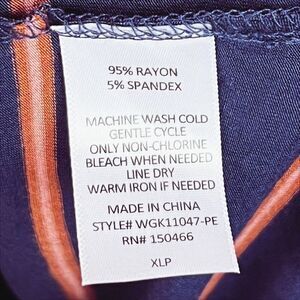 95% RAYON
5% SPANDEX
MACHINE WASH COLD
GENTLE CYCLE
ONLY NON-CHLORINE
BLEACH WHEN NEEDED
LINE DRY
WARM IRON IF NEEDED
MADE IN CHINA
STYLE# WGK11047-PE
RN# 150466
XLP